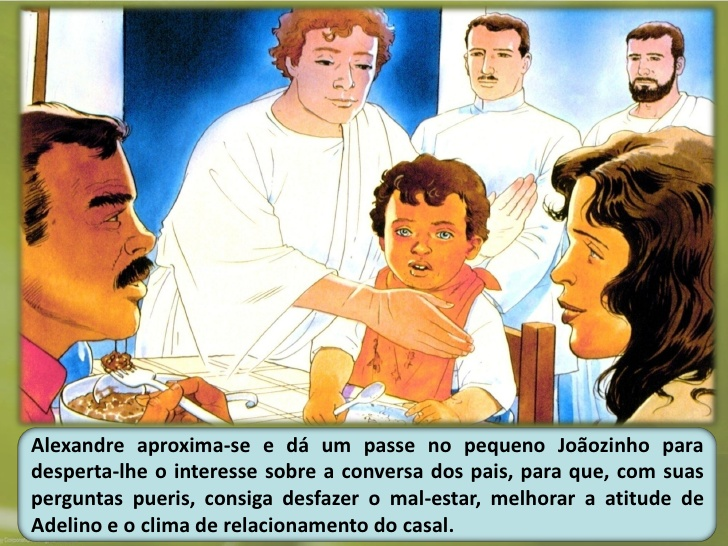 Alexandre aproxima-se e dá um passe no pequeno Joãozinho para
desperta-lhe o interesse sobre a conversa dos pais, para que, com suas
perguntas pueris, consiga desfazer o mal-estar, melhorar a atitude de
Adelino e o clima de relacionamento do casal.